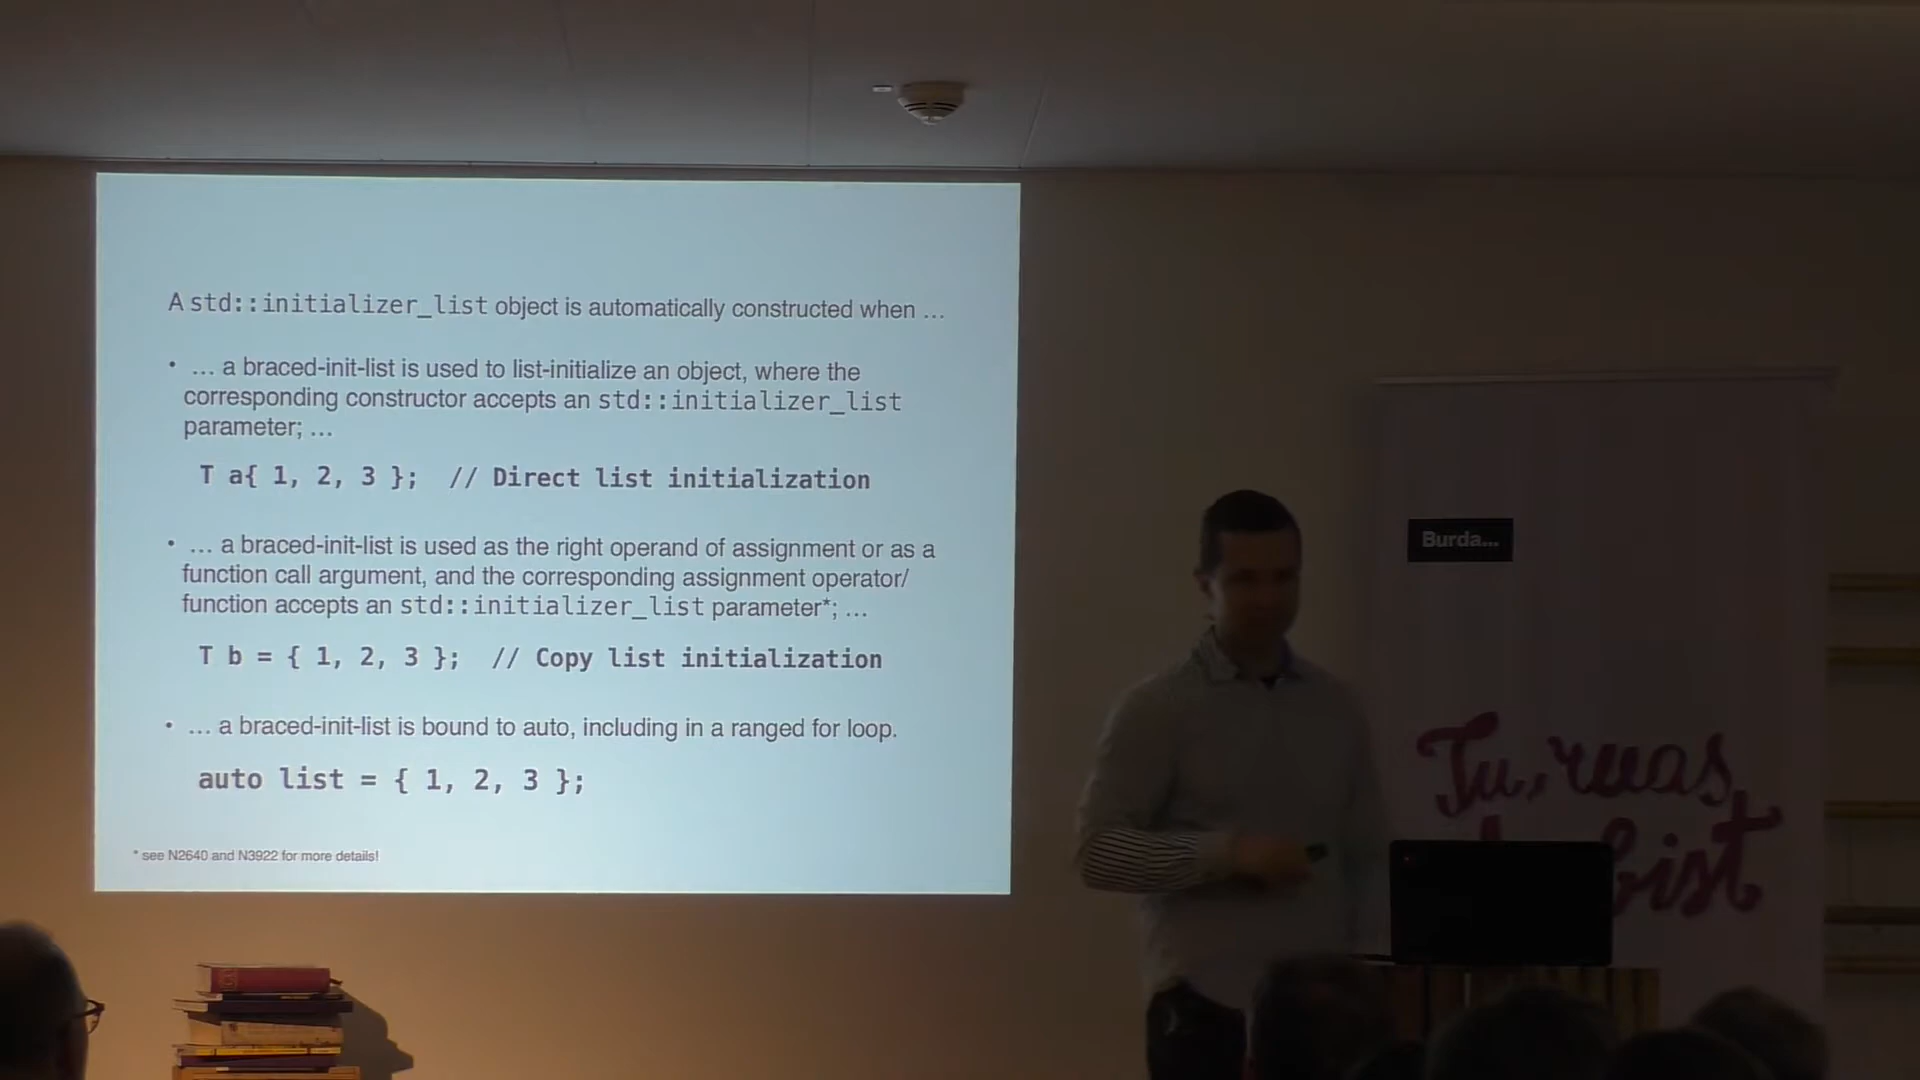 A std::initializer_list object is automatically constructed when …
• … a braced-init-list is used to list-initialize an object, where the
corresponding constructor accepts an std::initializer_list
parameter; …
T a{ 1, 2, 3 };  // Direct list initialization
• … a braced-init-list is used as the right operand of assignment or as a
function call argument, and the corresponding assignment operator/
function accepts an std::initializer_list parameter*; …
T b = { 1, 2, 3 };  // Copy list initialization
• … a braced-init-list is bound to auto, including in a ranged for loop.
auto list = { 1, 2, 3 };
* see N2640 and N3922 for more details!
Burda...
Tu, was
bist